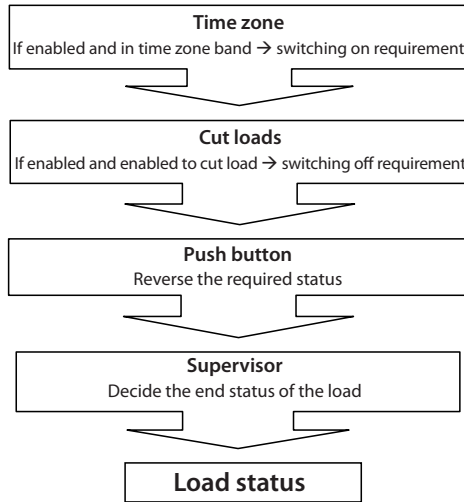 Time zone
If enabled and in time zone band → switching on requirement
Cut loads
If enabled and enabled to cut load → switching off requirement
Push button
Reverse the required status
Supervisor
Decide the end status of the load
Load status